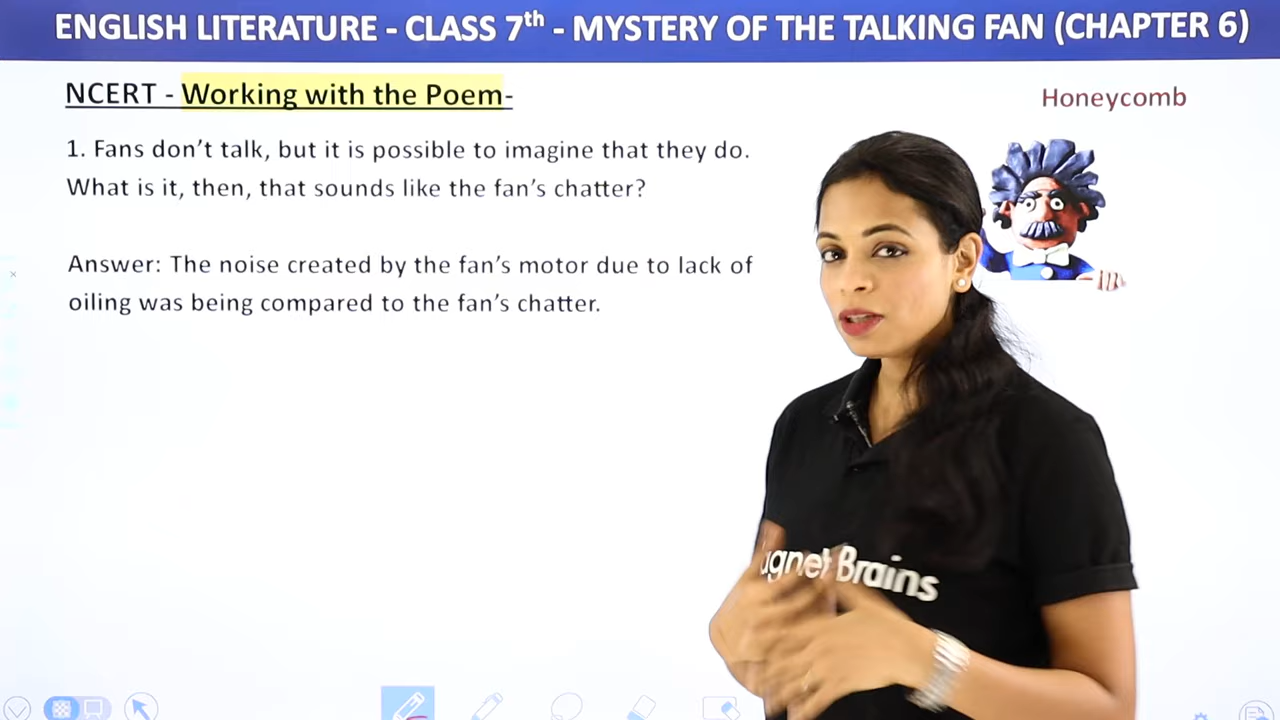 ENGLISH LITERATURE - CLASS 7th - MYSTERY OF THE TALKING FAN (CHAPTER 6)
NCERT - Working with the Poem-
Honeycomb
1. Fans don't talk, but it is possible to imagine that they do.
What is it, then, that sounds like the fan's chatter?
Answer: The noise created by the fan's motor due to lack of
oiling was being compared to the fan's chatter.
Brains